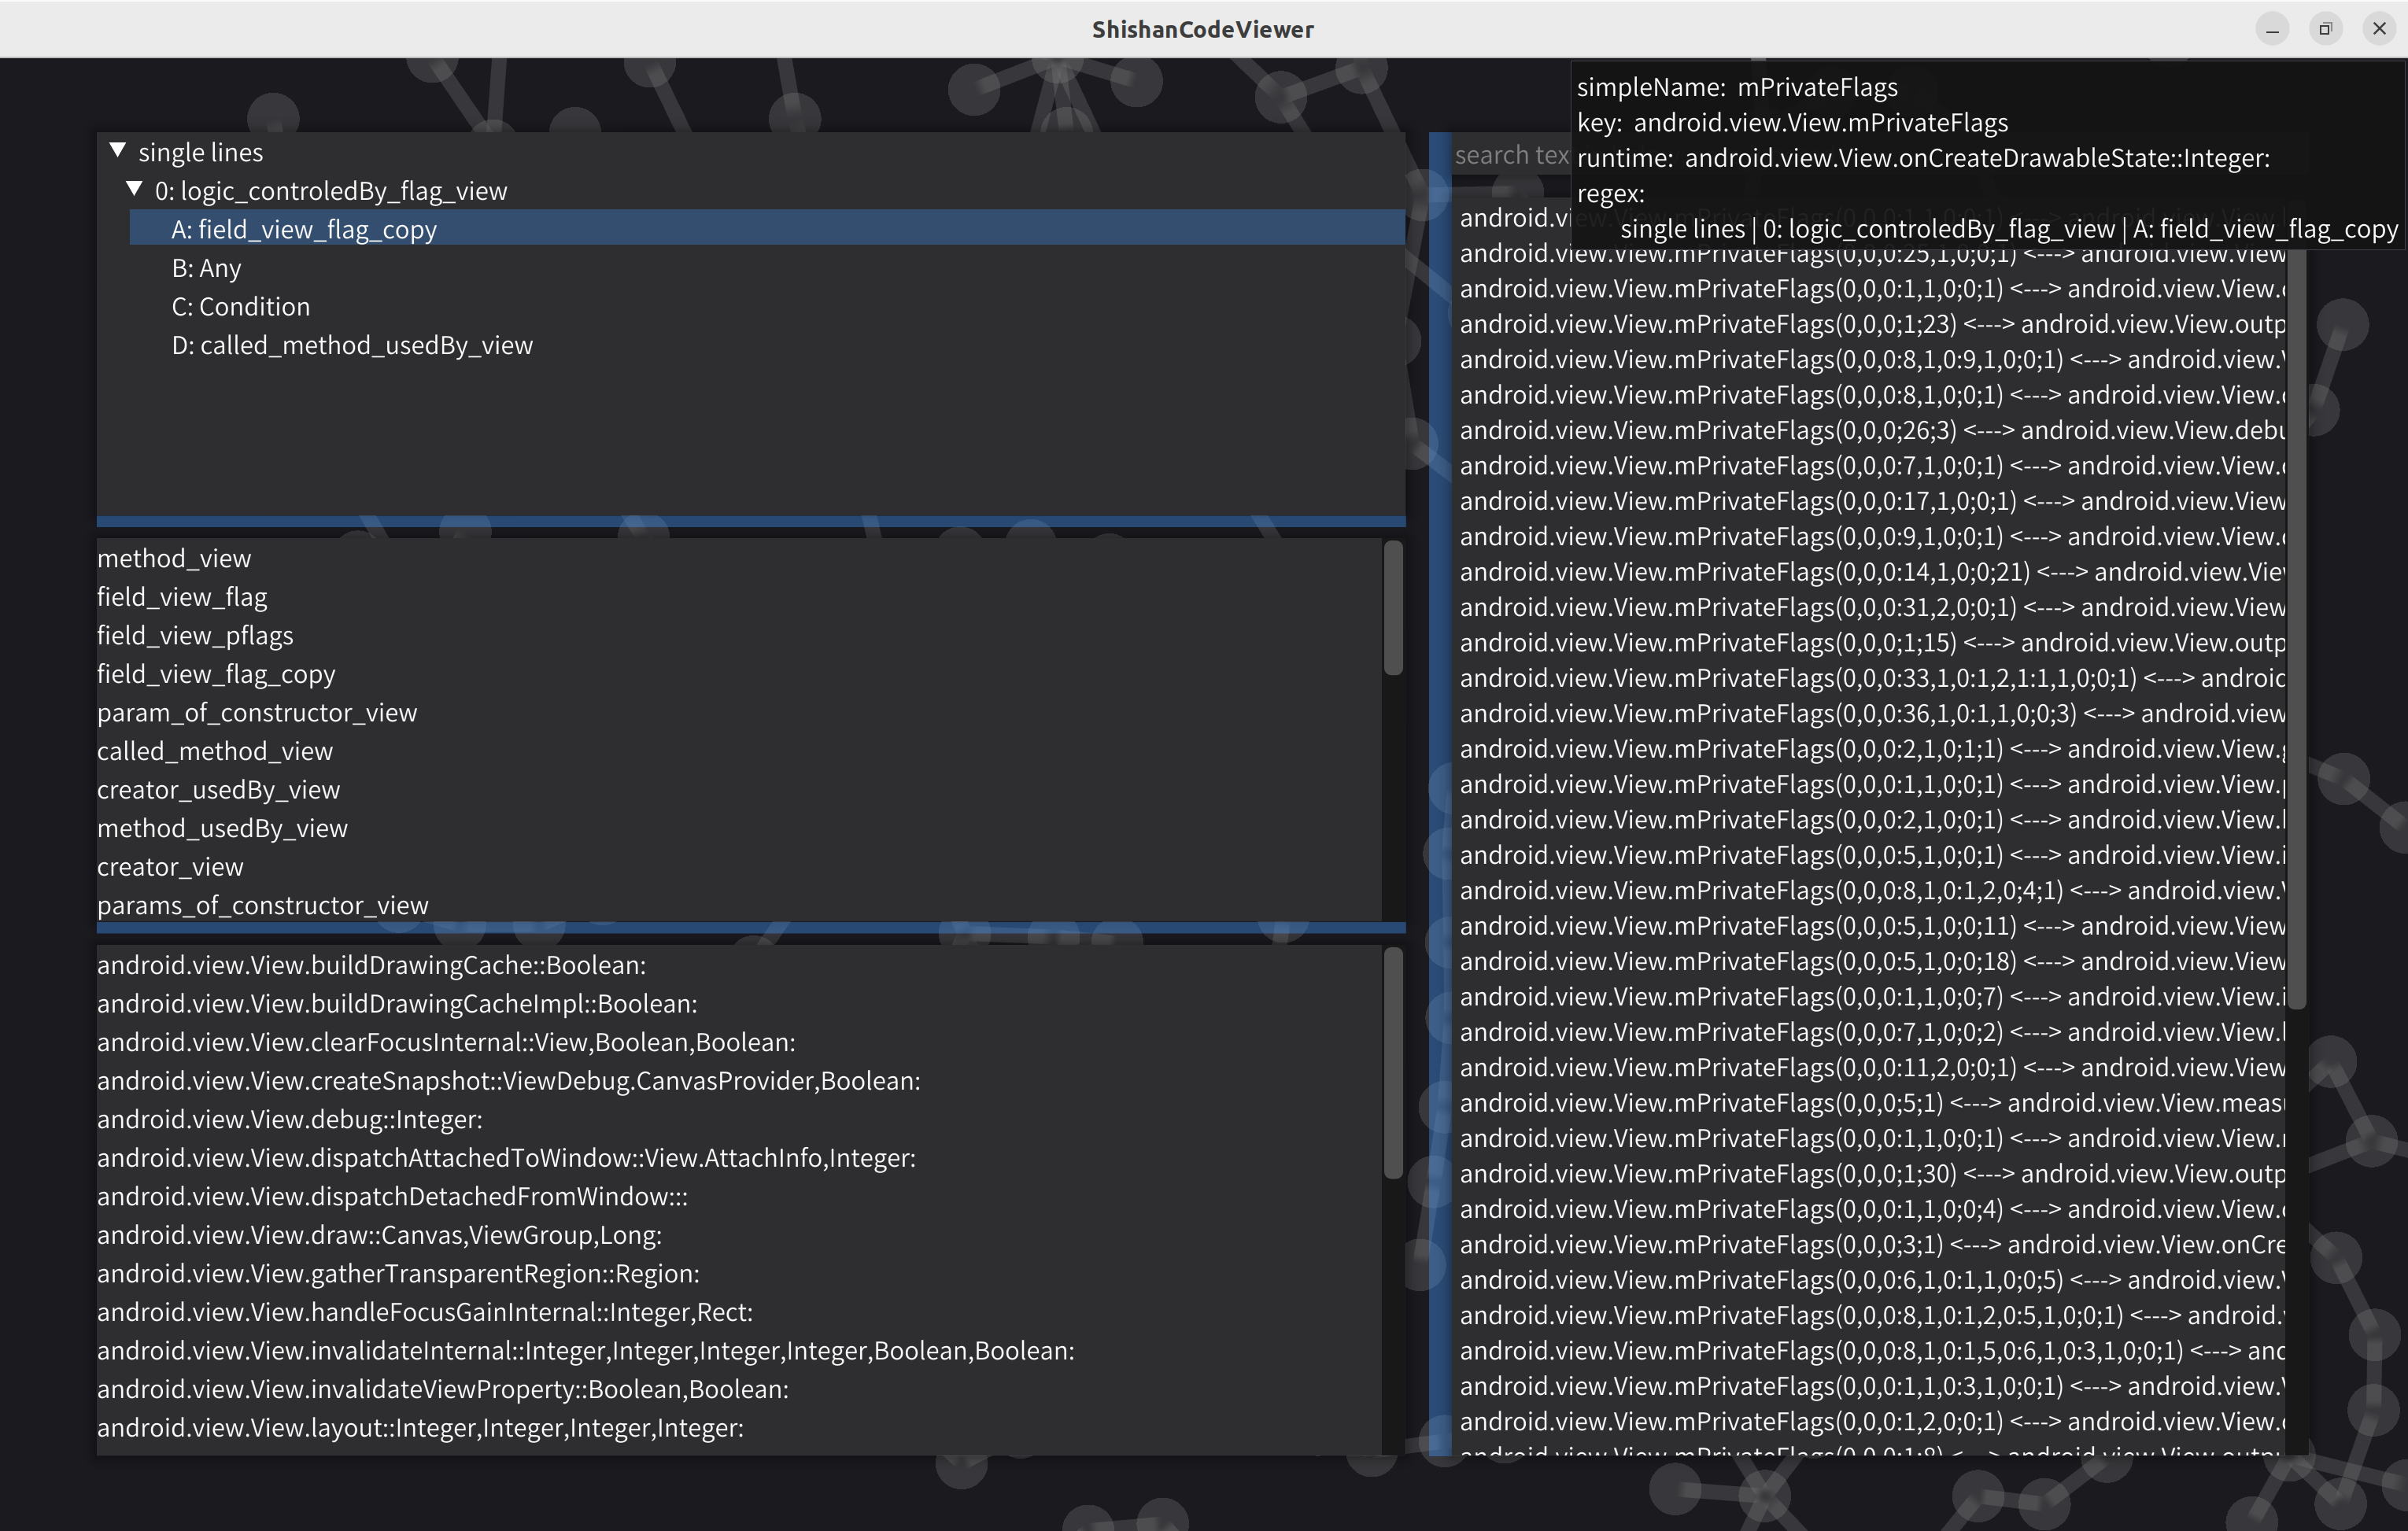 ShishanCodeViewer
single lines
0: logic_controledBy_flag_view
A: field_view_flag_copy
B: Any
C: Condition
D: called_method_usedBy_view
method_view
field_view_flag
field_view_pflags
field_view_flag_copy
param_of_constructor_view
called_method_view
creator_usedBy_view
method_usedBy_view
creator_view
params_of_constructor_view
android.view.View.buildDrawingCache::Boolean:
android.view.View.buildDrawingCacheImpl::Boolean:
android.view.View.clearFocusInternal::View,Boolean,Boolean:
android.view.View.createSnapshot::ViewDebug.CanvasProvider,Boolean:
android.view.View.debug::Integer:
android.view.View.dispatchAttachedToWindow::View.AttachInfo,Integer:
android.view.View.dispatchDetachedFromWindow:::
android.view.View.draw::Canvas,ViewGroup,Long:
android.view.View.gatherTransparentRegion::Region:
android.view.View.handleFocusGainInternal::Integer,Rect:
android.view.View.invalidateInternal::Integer,Integer,Integer,Integer,Boolean,Boolean:
android.view.View.invalidateViewProperty::Boolean,Boolean:
android.view.View.layout::Integer,Integer,Integer,Integer:
simpleName: mPrivateFlags
key: android.view.View.mPrivateFlags
runtime: android.view.View.onCreateDrawableState::Integer:
regex:
single lines | 0: logic_controledBy_flag_view | A: field_view_flag_copy
search tex
android.v
android.view.View.mPrivateFlags(0,0,0:25,1,0;0;1) <---> android.view.View
android.view.View.mPrivateFlags(0,0,0:1,1,0;0;1) <---> android.view.View.
android.view.View.mPrivateFlags(0,0,0;1;23) <---> android.view.View.outp
android.view.View.mPrivateFlags(0,0,0:8,1,0:9,1,0;0;1) <---> android.view.
android.view.View.mPrivateFlags(0,0,0:8,1,0;0;1) <---> android.view.View.
android.view.View.mPrivateFlags(0,0,0;26;3) <---> android.view.View.debu
android.view.View.mPrivateFlags(0,0,0:7,1,0;0;1) <---> android.view.View.
android.view.View.mPrivateFlags(0,0,0:17,1,0;0;1) <---> android.view.View
android.view.View.mPrivateFlags(0,0,0:9,1,0;0;1) <---> android.view.View.
android.view.View.mPrivateFlags(0,0,0:14,1,0;0;21) <---> android.view.Vie
android.view.View.mPrivateFlags(0,0,0:31,2,0;0;1) <---> android.view.View
android.view.View.mPrivateFlags(0,0,0;1;15) <---> android.view.View.outp
android.view.View.mPrivateFlags(0,0,0:33,1,0:1,2,1:1,1,0;0;1) <---> androic
android.view.View.mPrivateFlags(0,0,0:36,1,0:1,1,0;0;3) <---> android.view
android.view.View.mPrivateFlags(0,0,0:2,1,0;1;1) <---> android.view.View.
android.view.View.mPrivateFlags(0,0,0:1,1,0;0;1) <---> android.view.View.
android.view.View.mPrivateFlags(0,0,0:2,1,0;0;1) <---> android.view.View.
android.view.View.mPrivateFlags(0,0,0:5,1,0;0;1) <---> android.view.View.i
android.view.View.mPrivateFlags(0,0,0:8,1,0:1,2,0;4;1) <---> android.view.
android.view.View.mPrivateFlags(0,0,0:5,1,0;0;11) <---> android.view.View
android.view.View.mPrivateFlags(0,0,0:5,1,0;0;18) <---> android.view.View
android.view.View.mPrivateFlags(0,0,0:1,1,0;0;7) <---> android.view.View.i
android.view.View.mPrivateFlags(0,0,0:7,1,0;0;2) <---> android.view.View.
android.view.View.mPrivateFlags(0,0,0:11,2,0;0;1) <---> android.view.View
android.view.View.mPrivateFlags(0,0,0;5;1) <---> android.view.View.meas
android.view.View.mPrivateFlags(0,0,0:1,1,0;0;1) <---> android.view.View.
android.view.View.mPrivateFlags(0,0,0;1;30) <---> android.view.View.outp
android.view.View.mPrivateFlags(0,0,0:1,1,0;0;4) <---> android.view.View.
android.view.View.mPrivateFlags(0,0,0;3;1) <---> android.view.View.onCre
android.view.View.mPrivateFlags(0,0,0:6,1,0:1,1,0;0;5) <---> android.view.
android.view.View.mPrivateFlags(0,0,0:8,1,0:1,2,0:5,1,0;0;1) <---> android.
android.view.View.mPrivateFlags(0,0,0:8,1,0:1,5,0:6,1,0:3,1,0;0;1) <---> anc
android.view.View.mPrivateFlags(0,0,0:1,1,0:3,1,0;0;1) <---> android.view.
android.view.View.mPrivateFlags(0,0,0:1,2,0;0;1) <---> android.view.View.